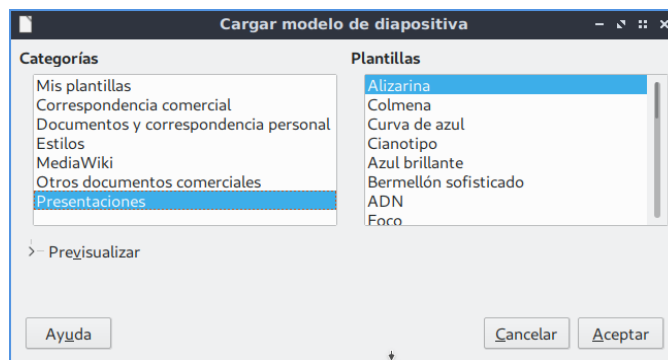 Cargar modelo de diapositiva
Categorías
Mis plantillas
Correspondencia comercial
Documentos y correspondencia personal
Estilos
MediaWiki
Otros documentos comerciales
Presentaciones
Plantillas
Alizarina
Colmena
Curva de azul
Cianotipo
Azul brillante
Bermellón sofisticado
ADN
Foco
Previsualizar
Ayuda
Cancelar
Aceptar